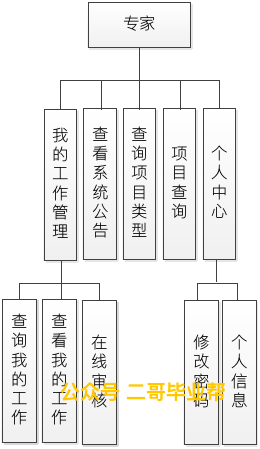 专家
我的工作管理
查看系统公告
查询项目类型
项目查询
个人中心
查询我的工作
查看我的工作
在线审核
修改密码
个人信息
公众号 二哥毕业帮